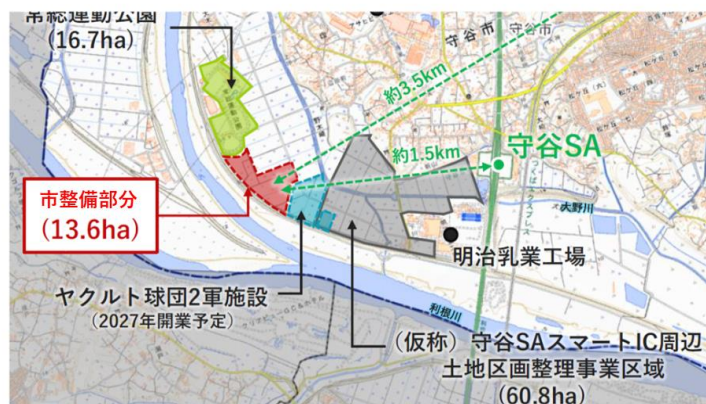 常総運動公園
(16.7ha)
守谷市
守谷市
約3.5km
約1.5km
守谷SA
市整備部分
(13.6ha)
大野川
明治乳業工場
ヤクルト球団2軍施設
(2027年開業予定)
利根川
(仮称) 守谷SAスマートIC周辺
土地区画整理事業区域
(60.8ha)